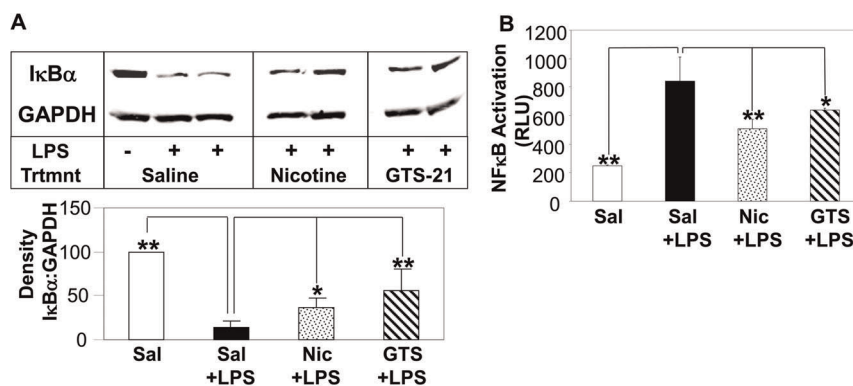 A
IκBα
GAPDH
LPS - + + + + + +
Trtmnt Saline Nicotine GTS-21
Density
IκBα:GAPDH
150
100
50
0
**
*
**
Sal Sal Nic GTS
+LPS +LPS +LPS
B
NFκB Activation
(RLU)
1200
1000
800
600
400
200
0
**
**
*
Sal Sal Nic GTS
+LPS +LPS +LPS